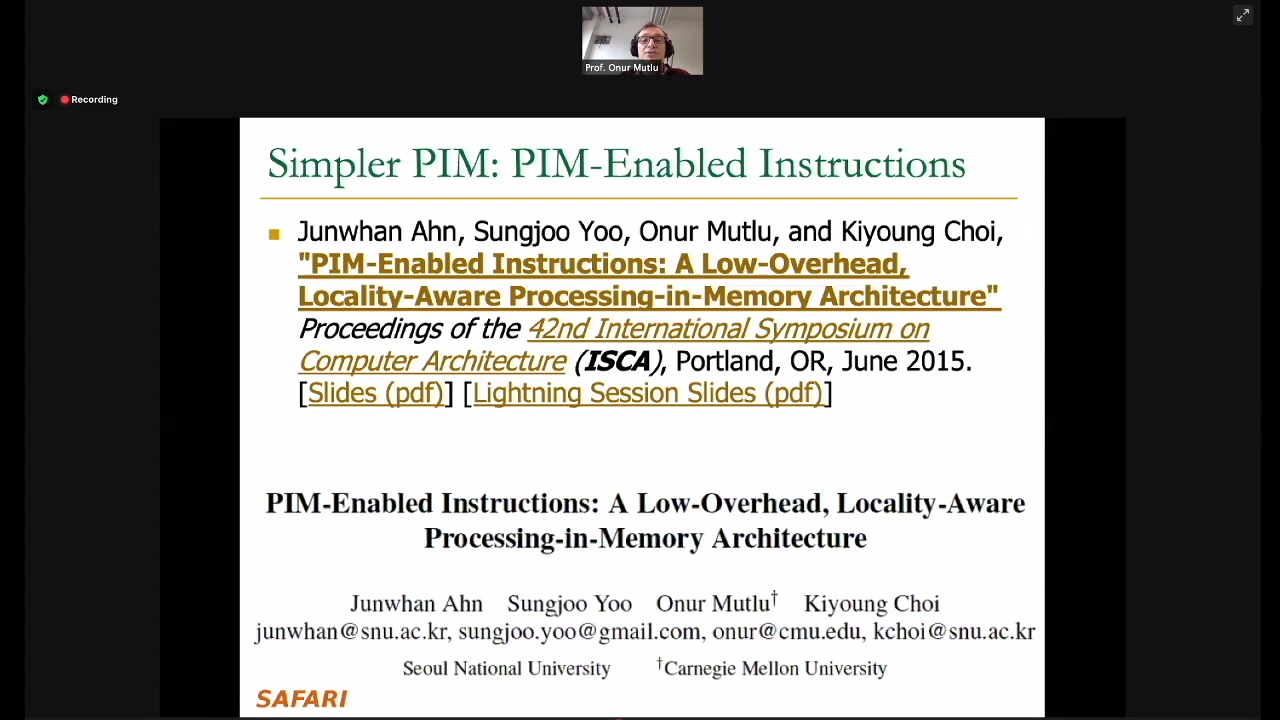 Prof. Onur Mutlu
Recording
Simpler PIM: PIM-Enabled Instructions
Junwhan Ahn, Sungjoo Yoo, Onur Mutlu, and Kiyoung Choi,
"PIM-Enabled Instructions: A Low-Overhead,
Locality-Aware Processing-in-Memory Architecture"
Proceedings of the 42nd International Symposium on
Computer Architecture (ISCA), Portland, OR, June 2015.
[Slides (pdf)] [Lightning Session Slides (pdf)]
PIM-Enabled Instructions: A Low-Overhead, Locality-Aware
Processing-in-Memory Architecture
Junwhan Ahn Sungjoo Yoo Onur Mutlu† Kiyoung Choi
junwhan@snu.ac.kr, sungjoo.yoo@gmail.com, onur@cmu.edu, kchoi@snu.ac.kr
Seoul National University †Carnegie Mellon University
SAFARI